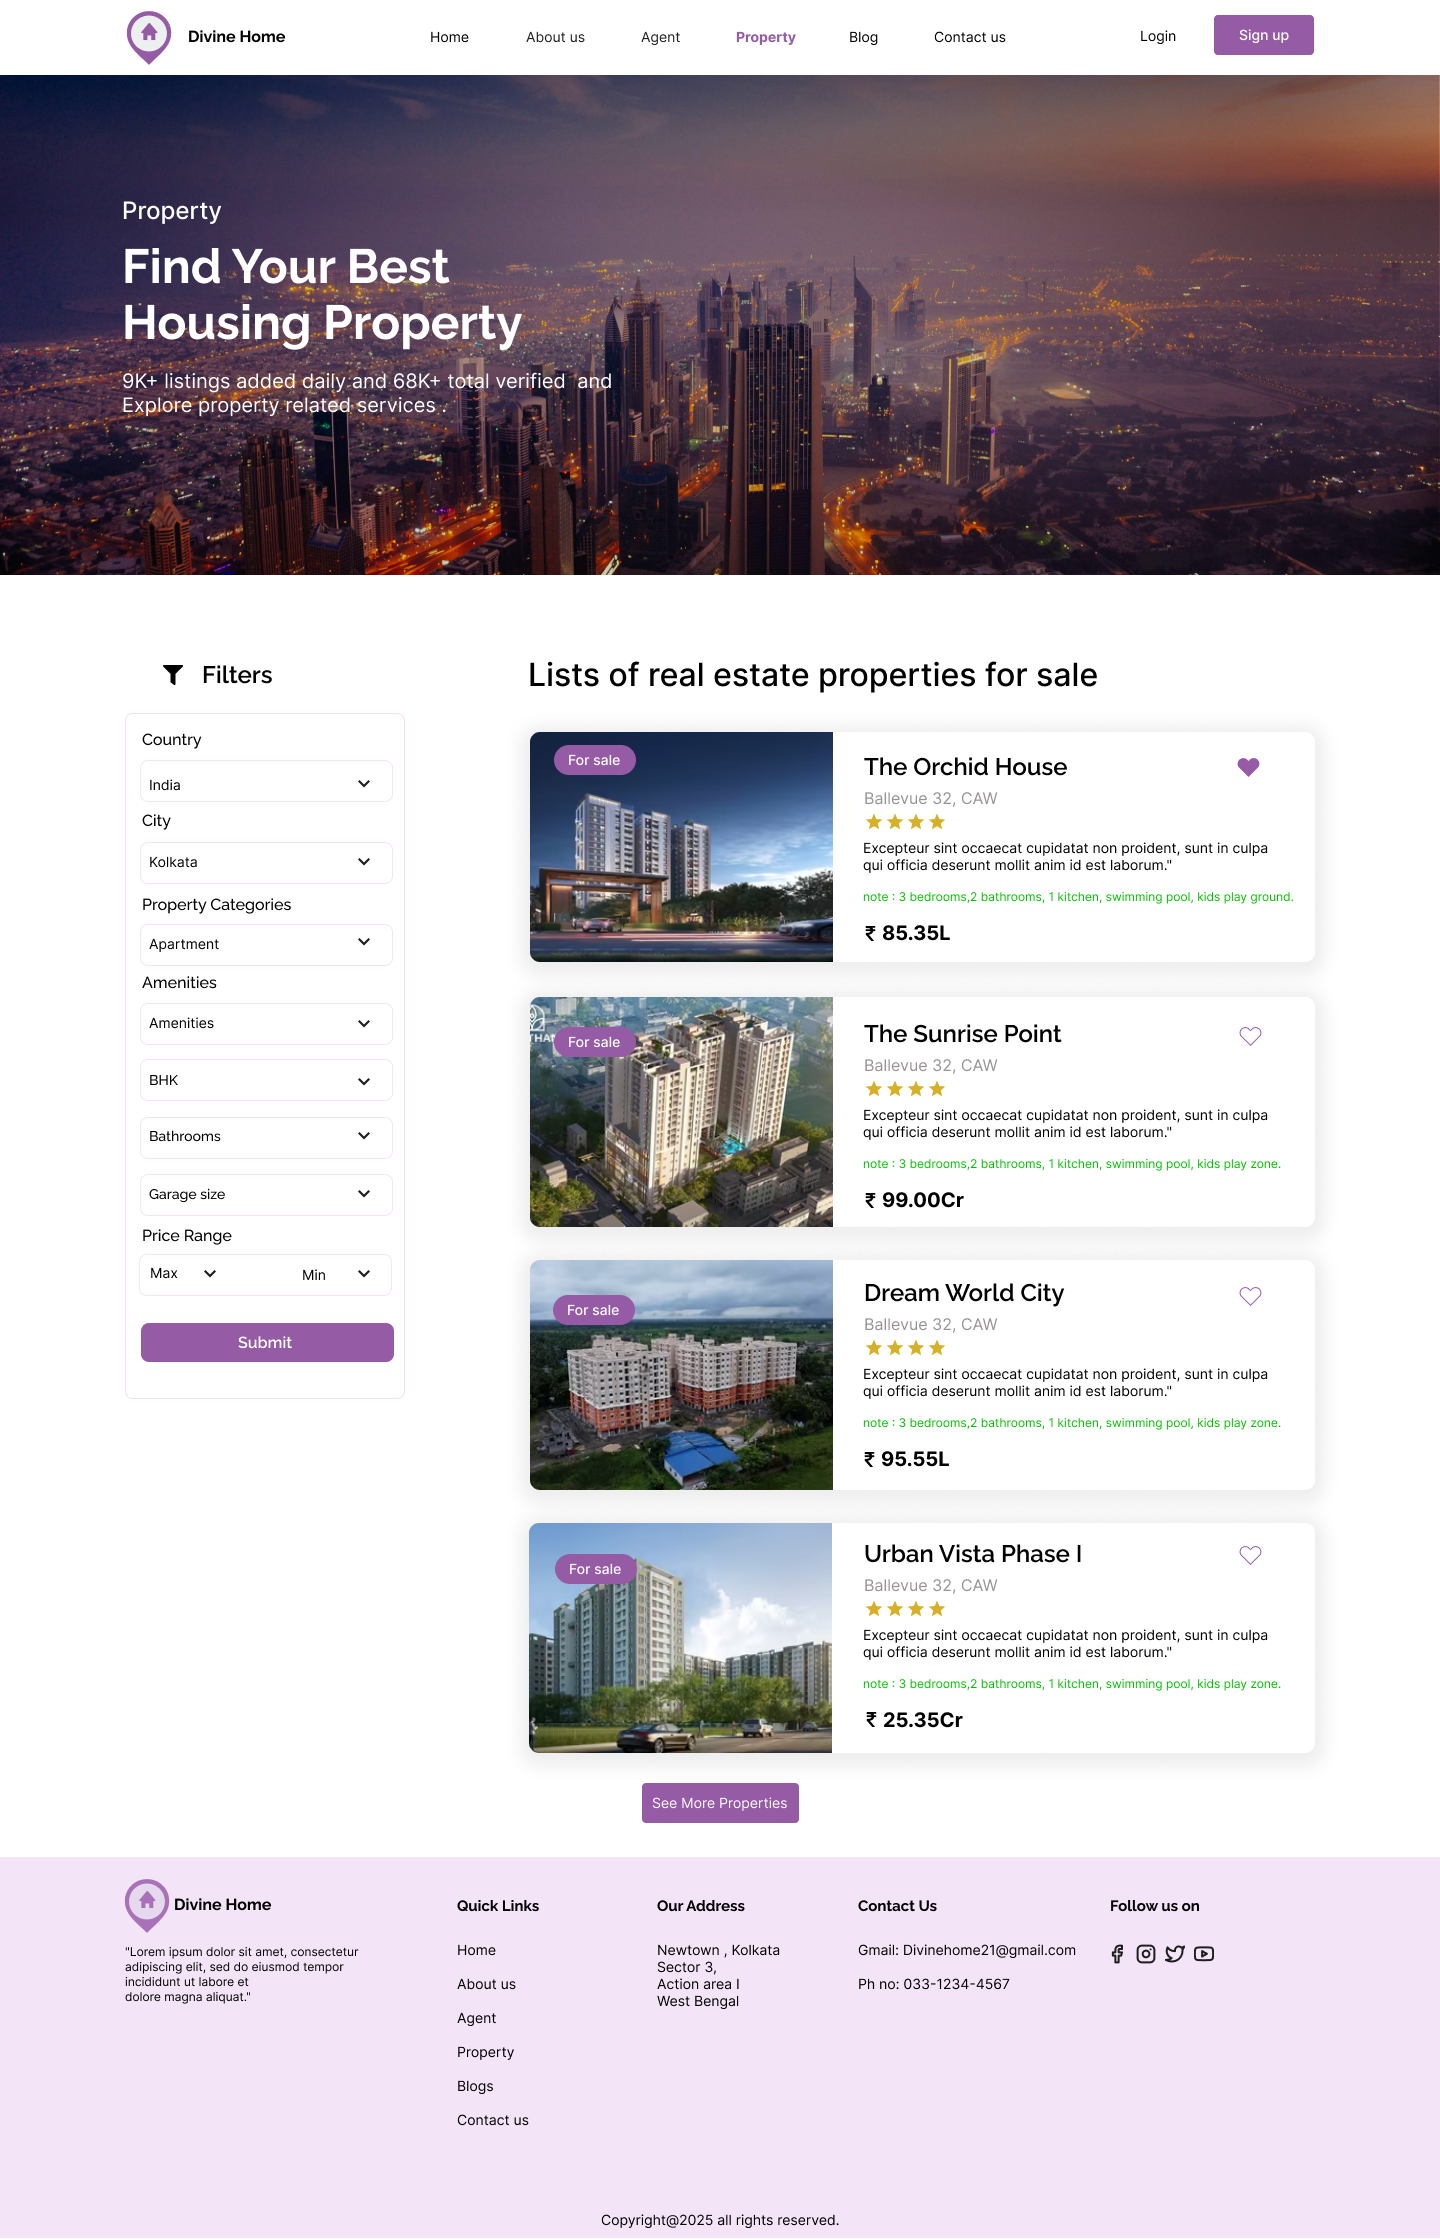 Divine Home
Home
About us
Agent
Property
Blog
Contact us
Login
Sign up
Property
Find Your Best
Housing Property
9K+ listings added daily and 68K+ total verified  and
Explore property related services .
Filters
Country
India
City
Kolkata
Property Categories
Apartment
Amenities
Amenities
BHK
Bathrooms
Garage size
Price Range
Max
Min
Submit
Lists of real estate properties for sale
For sale
The Orchid House
Ballevue 32, CAW
Excepteur sint occaecat cupidatat non proident, sunt in culpa
qui officia deserunt mollit anim id est laborum."
note : 3 bedrooms,2 bathrooms, 1 kitchen, swimming pool, kids play ground.
₹ 85.35L
For sale
The Sunrise Point
Ballevue 32, CAW
Excepteur sint occaecat cupidatat non proident, sunt in culpa
qui officia deserunt mollit anim id est laborum."
note : 3 bedrooms,2 bathrooms, 1 kitchen, swimming pool, kids play zone.
₹ 99.00Cr
For sale
Dream World City
Ballevue 32, CAW
Excepteur sint occaecat cupidatat non proident, sunt in culpa
qui officia deserunt mollit anim id est laborum."
note : 3 bedrooms,2 bathrooms, 1 kitchen, swimming pool, kids play zone.
₹ 95.55L
For sale
Urban Vista Phase I
Ballevue 32, CAW
Excepteur sint occaecat cupidatat non proident, sunt in culpa
qui officia deserunt mollit anim id est laborum."
note : 3 bedrooms,2 bathrooms, 1 kitchen, swimming pool, kids play zone.
₹ 25.35Cr
See More Properties
Divine Home
"Lorem ipsum dolor sit amet, consectetur
adipiscing elit, sed do eiusmod tempor
incididunt ut labore et
dolore magna aliquat."
Quick Links
Home
About us
Agent
Property
Blogs
Contact us
Our Address
Newtown , Kolkata
Sector 3,
Action area I
West Bengal
Contact Us
Gmail: Divinehome21@gmail.com
Ph no: 033-1234-4567
Follow us on
Copyright@2025 all rights reserved.